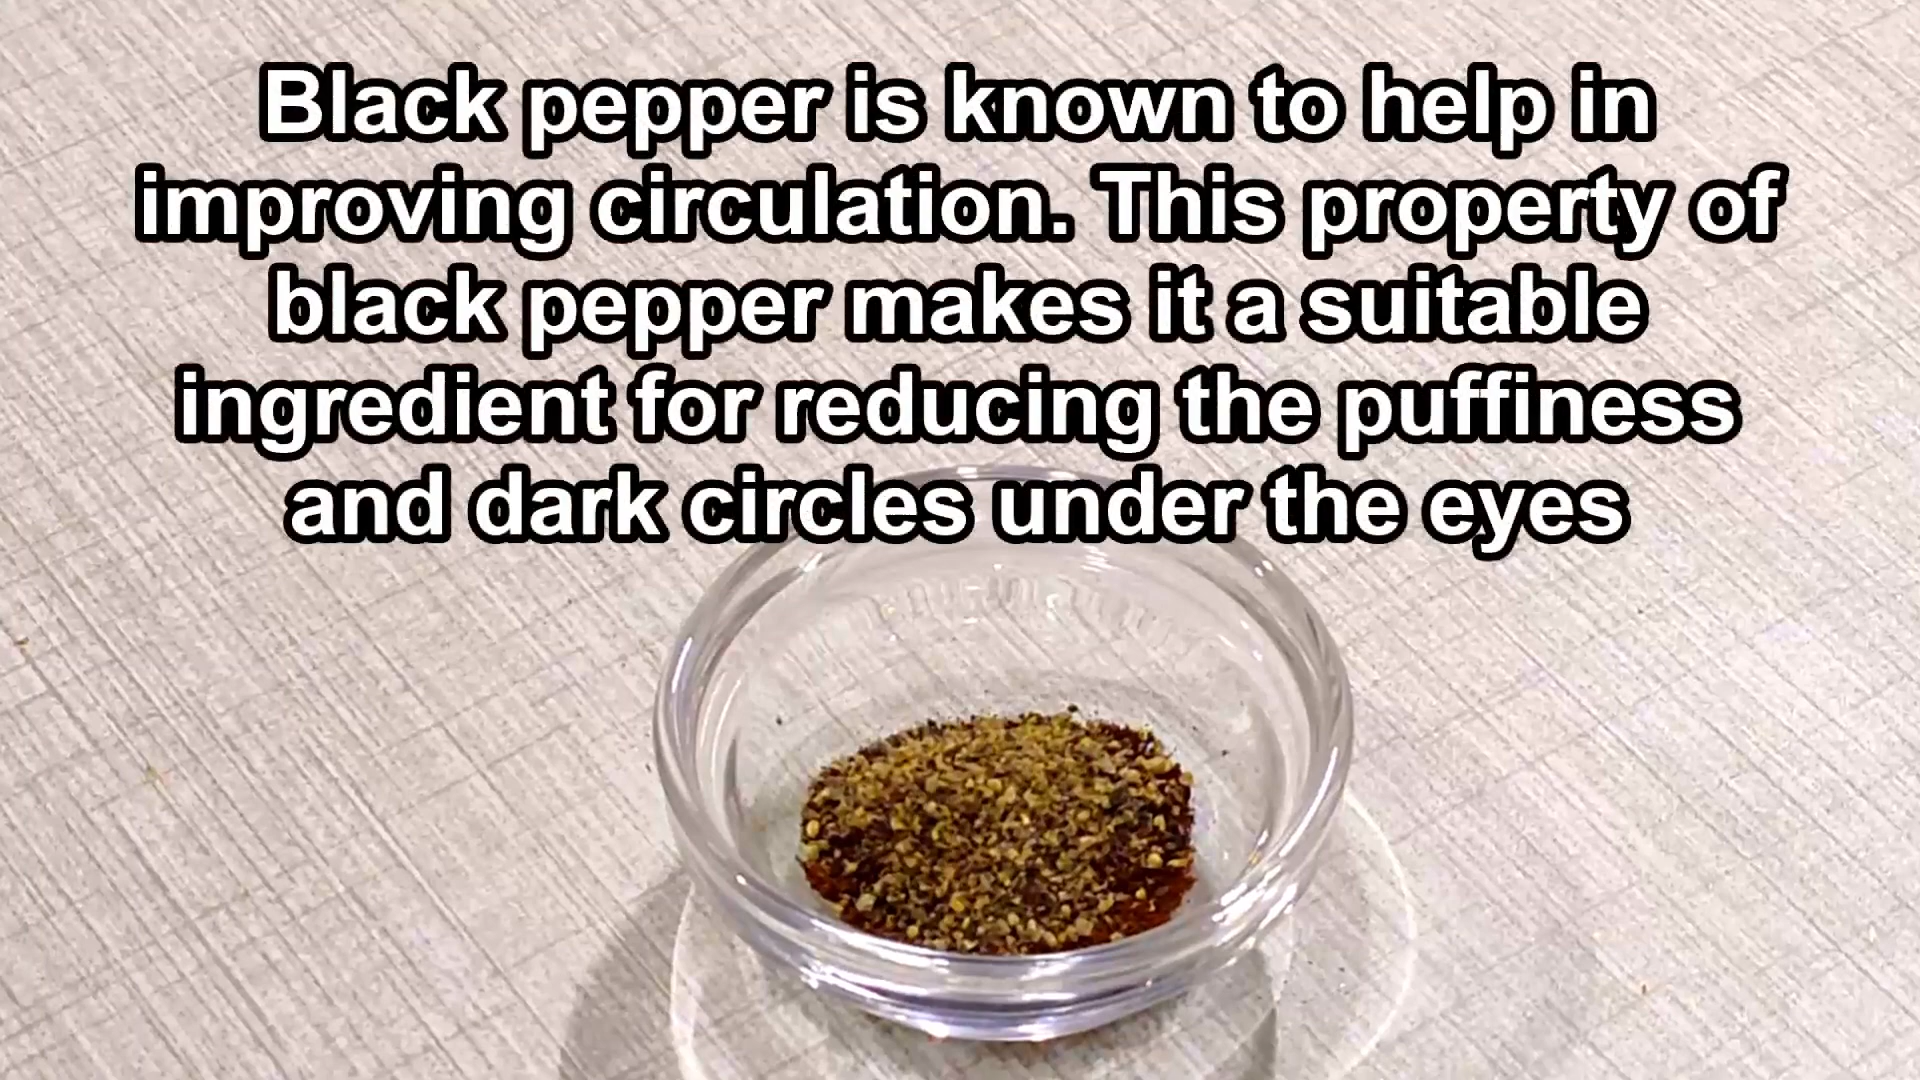 Black pepper is known to help in
improving circulation. This property of
black pepper makes it a suitable
ingredient for reducing the puffiness
and dark circles under the eyes